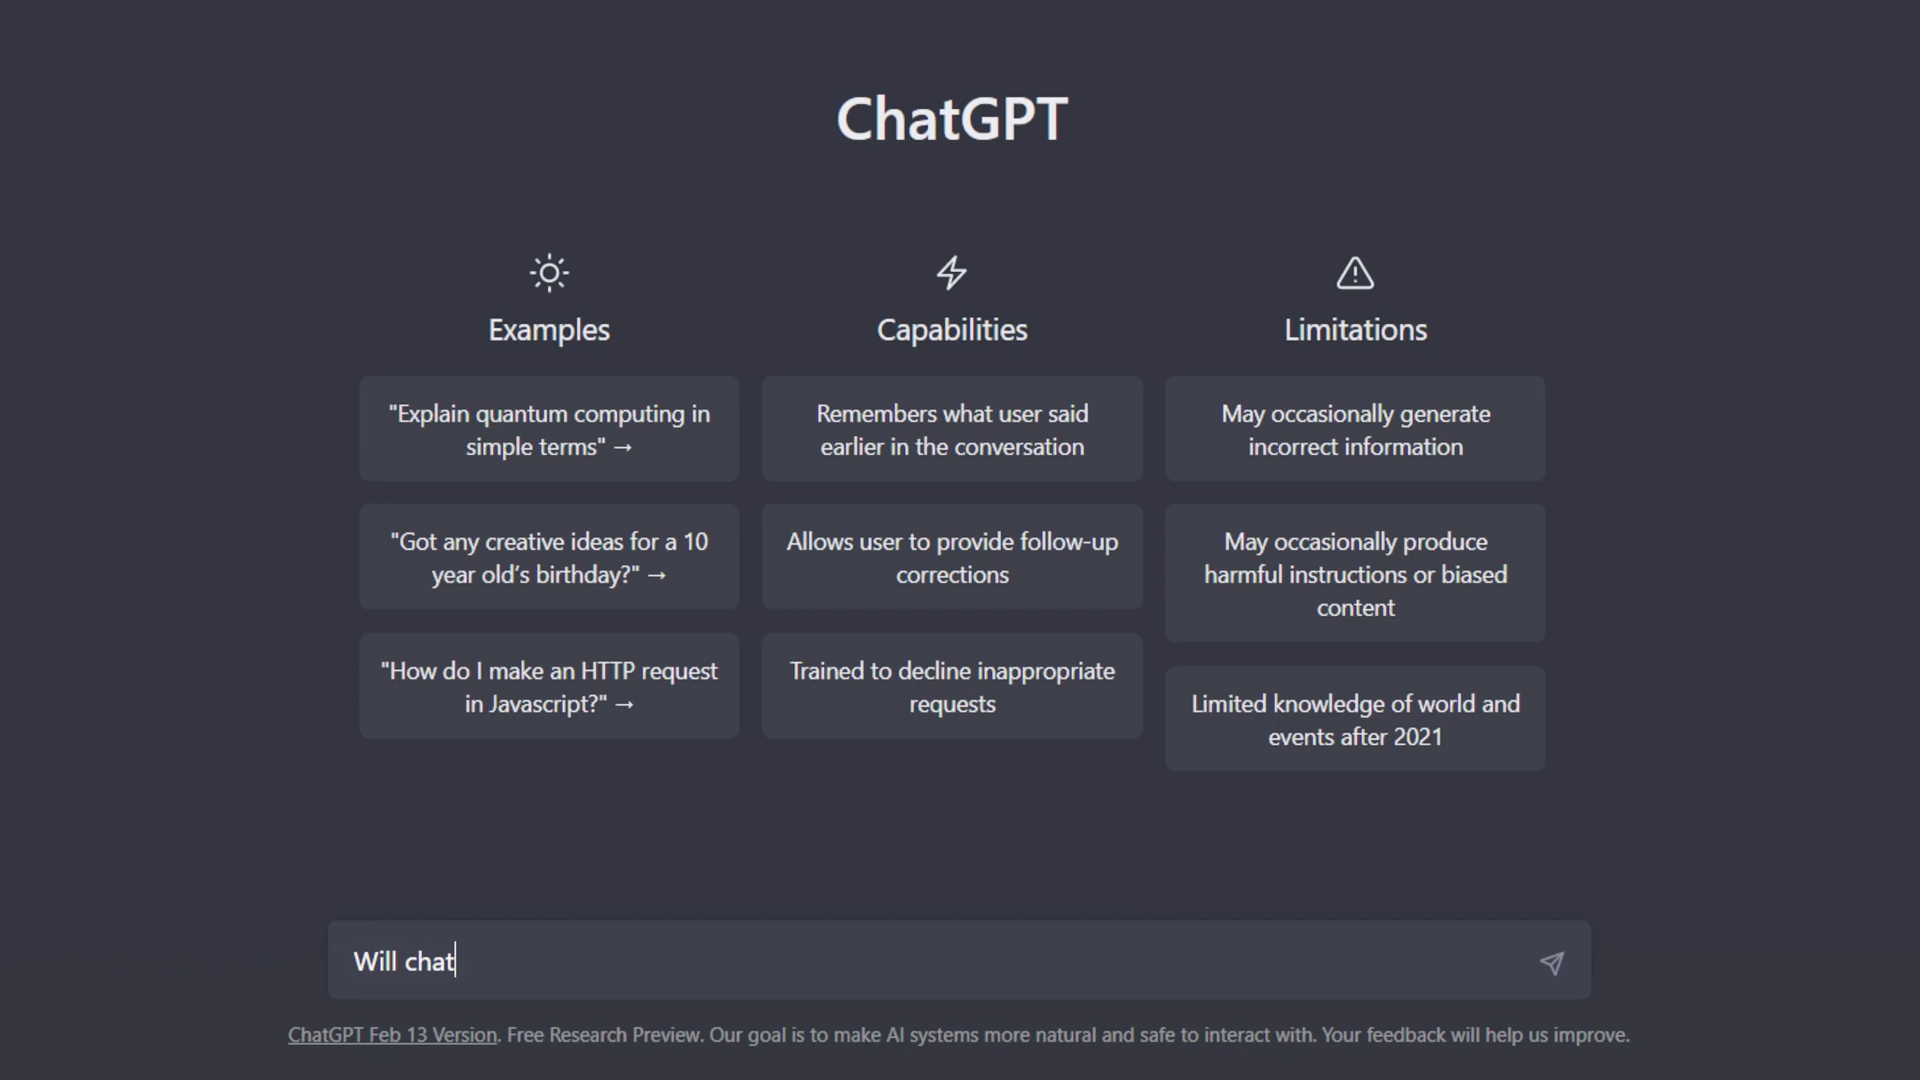 ChatGPT
Examples
"Explain quantum computing in
simple terms" →
"Got any creative ideas for a 10
year old’s birthday?" →
"How do I make an HTTP request
in Javascript?" →
Capabilities
Remembers what user said
earlier in the conversation
Allows user to provide follow-up
corrections
Trained to decline inappropriate
requests
Limitations
May occasionally generate
incorrect information
May occasionally produce
harmful instructions or biased
content
Limited knowledge of world and
events after 2021
Will chat
ChatGPT Feb 13 Version. Free Research Preview. Our goal is to make AI systems more natural and safe to interact with. Your feedback will help us improve.